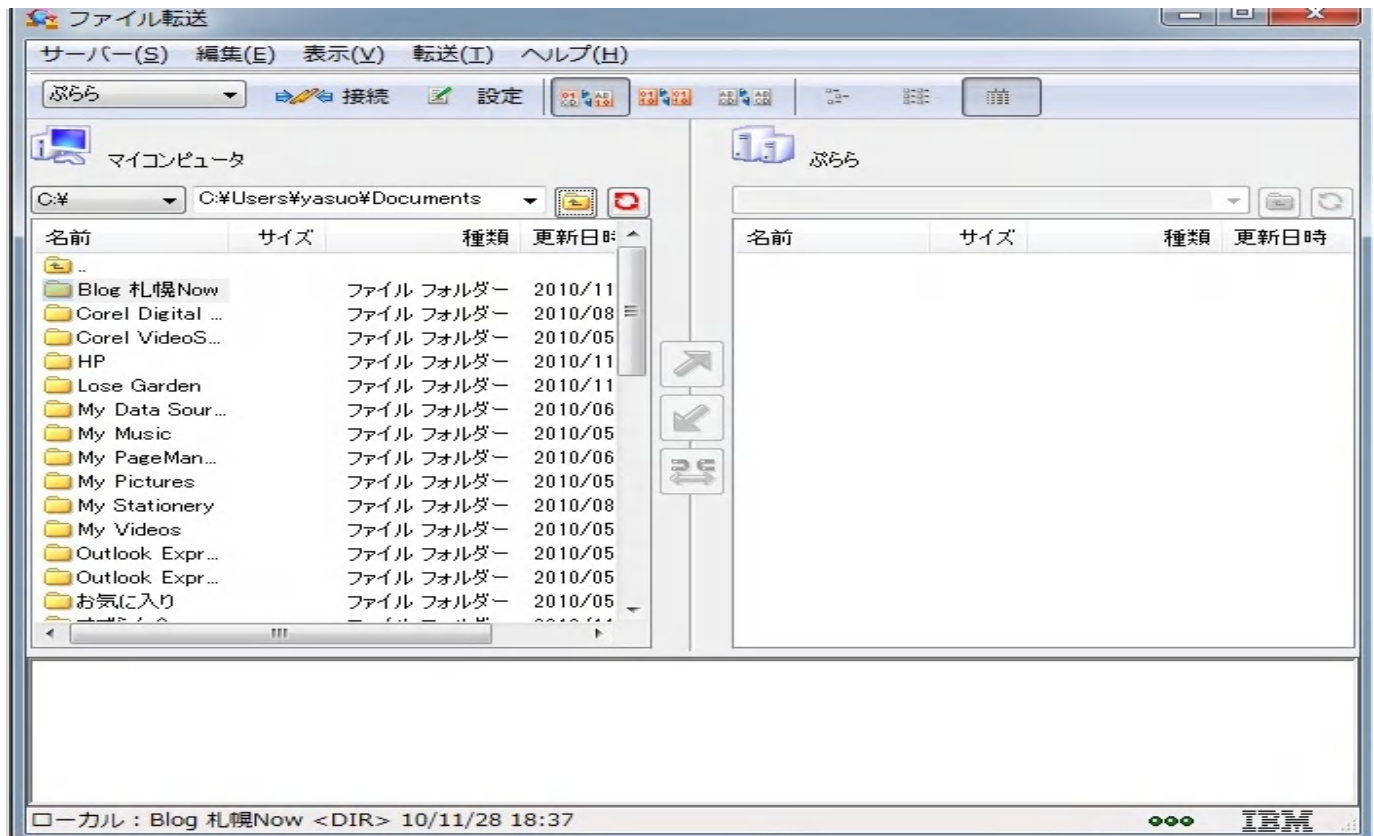 ファイル転送
サーバー(S) 編集(E) 表示(V) 転送(T) ヘルプ(H)
ぷらら 接続 設定
マイコンピュータ
ぷらら
C:¥ C:¥Users¥yasuo¥Documents
名前 サイズ 種類 更新日時
名前 サイズ 種類 更新日時
..
Blog 札幌Now ファイル フォルダー 2010/11
Corel Digital ... ファイル フォルダー 2010/08
Corel VideoS... ファイル フォルダー 2010/05
HP ファイル フォルダー 2010/11
Lose Garden ファイル フォルダー 2010/11
My Data Sour... ファイル フォルダー 2010/06
My Music ファイル フォルダー 2010/05
My PageMan... ファイル フォルダー 2010/06
My Pictures ファイル フォルダー 2010/05
My Stationery ファイル フォルダー 2010/08
My Videos ファイル フォルダー 2010/05
Outlook Expr... ファイル フォルダー 2010/05
Outlook Expr... ファイル フォルダー 2010/05
お気に入り ファイル フォルダー 2010/05
ローカル : Blog 札幌Now <DIR> 10/11/28 18:37
IBM